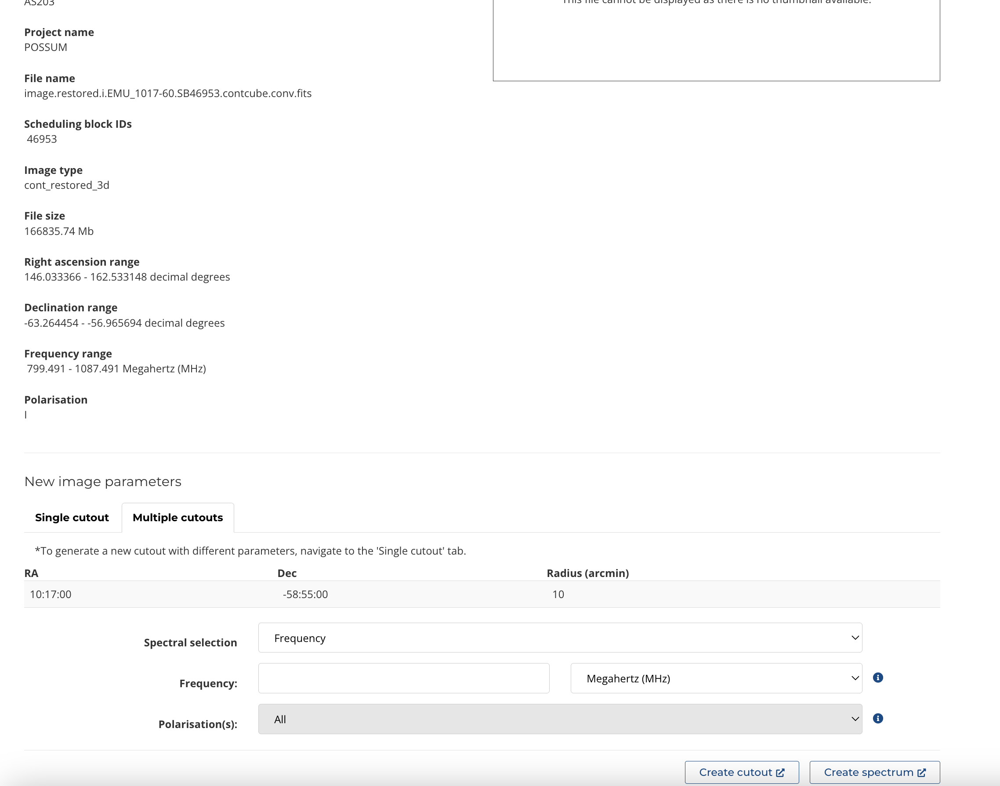 AS203
This file cannot be displayed as there is no thumbnail available.
Project name
POSSUM
File name
image.restored.i.EMU_1017-60.SB46953.contcube.conv.fits
Scheduling block IDs
46953
Image type
cont_restored_3d
File size
166835.74 Mb
Right ascension range
146.033366 - 162.533148 decimal degrees
Declination range
-63.264454 - -56.965694 decimal degrees
Frequency range
799.491 - 1087.491 Megahertz (MHz)
Polarisation
I
New image parameters
Single cutout Multiple cutouts
*To generate a new cutout with different parameters, navigate to the 'Single cutout' tab.
RA Dec Radius (arcmin)
10:17:00 -58:55:00 10
Spectral selection Frequency
Frequency: Megahertz (MHz)
Polarisation(s): All
Create cutout Create spectrum